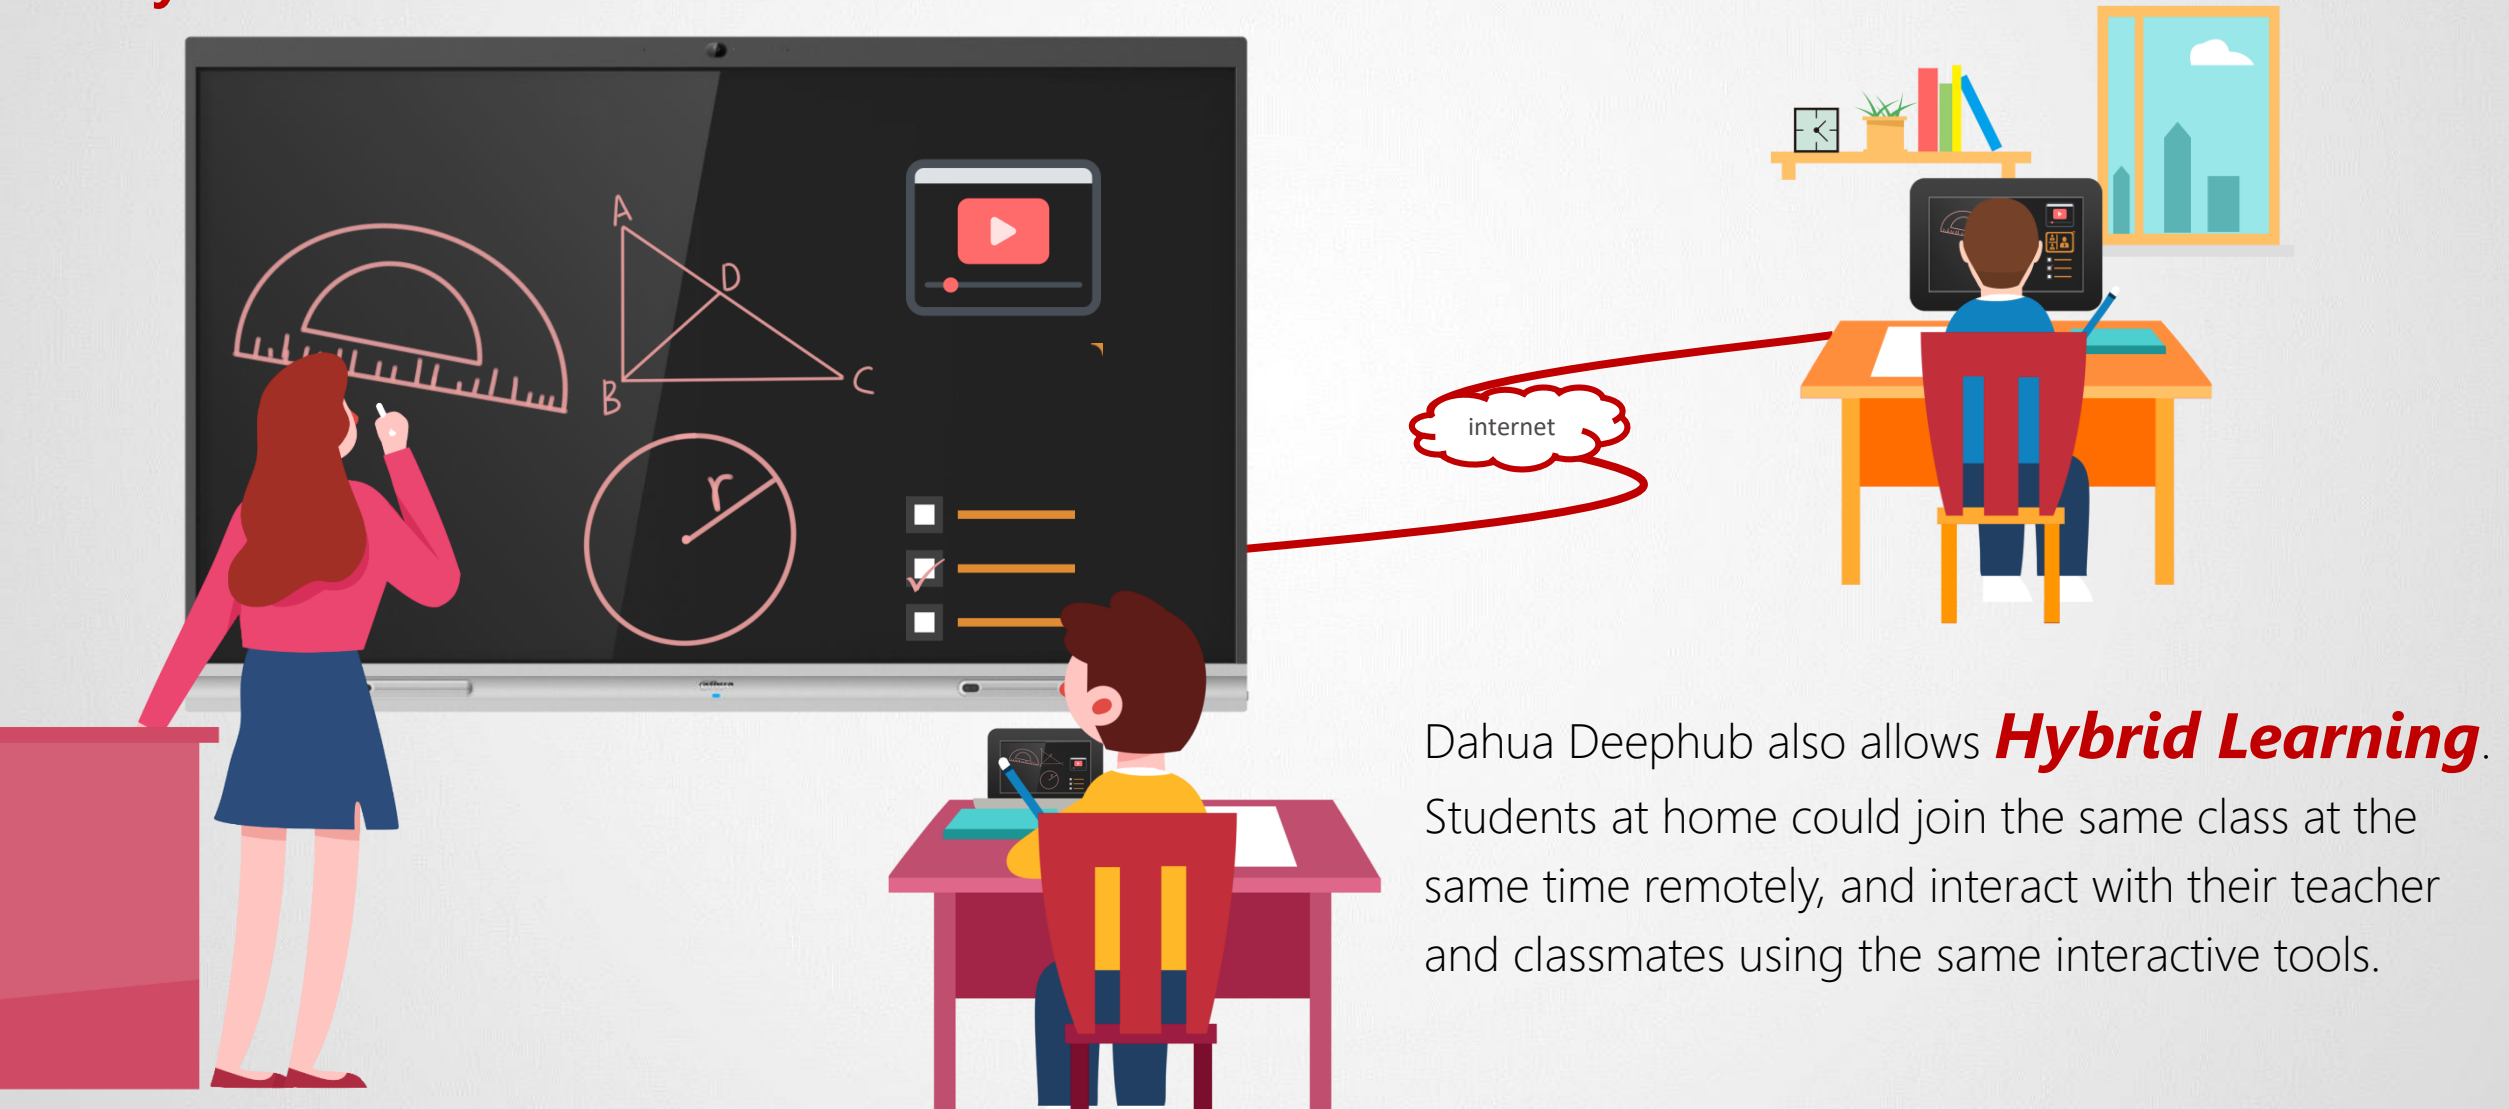 A
D
B
C
r
internet
Dahua Deephub also allows Hybrid Learning.
Students at home could join the same class at the
same time remotely, and interact with their teacher
and classmates using the same interactive tools.